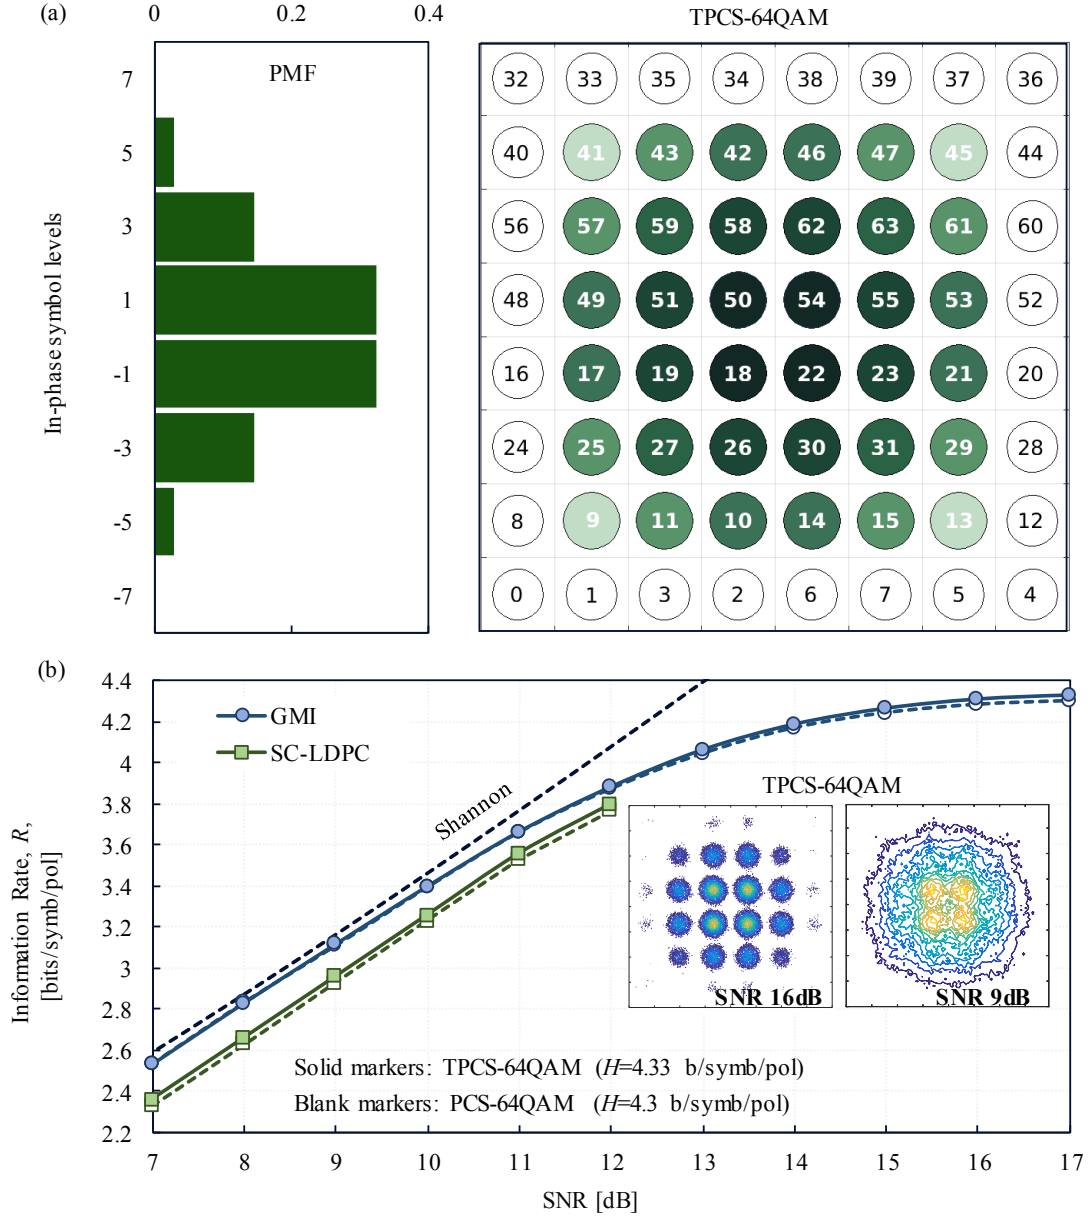 (a)
0 0.2 0.4
TPCS-64QAM
PMF
In-phase symbol levels
7
5
3
1
-1
-3
-5
-7
32 33 35 34 38 39 37 36
40 41 43 42 46 47 45 44
56 57 59 58 62 63 61 60
48 49 51 50 54 55 53 52
16 17 19 18 22 23 21 20
24 25 27 26 30 31 29 28
8 9 11 10 14 15 13 12
0 1 3 2 6 7 5 4
(b)
Information Rate, R,
[bits/symb/pol]
4.4
4.2
4
3.8
3.6
3.4
3.2
3
2.8
2.6
2.4
2.2
GMI
SC-LDPC
Shannon
TPCS-64QAM
SNR 16dB
SNR 9dB
Solid markers: TPCS-64QAM (H=4.33 b/symb/pol)
Blank markers: PCS-64QAM (H=4.3 b/symb/pol)
7 8 9 10 11 12 13 14 15 16 17
SNR [dB]